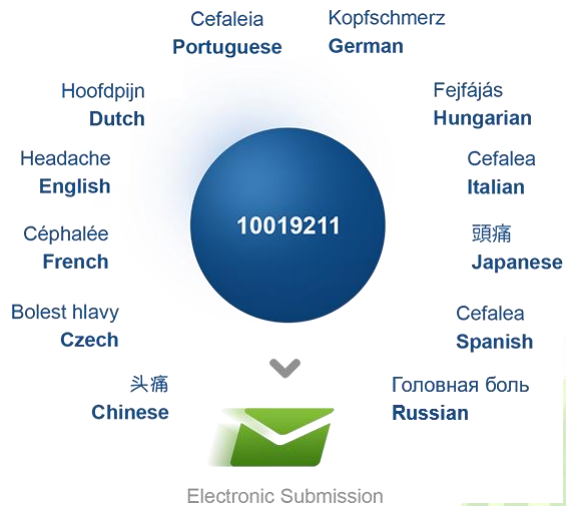 Cefaleia
Portuguese
Kopfschmerz
German
Hoofdpijn
Dutch
Fejfájás
Hungarian
Headache
English
Cefalea
Italian
10019211
Céphalée
French
頭痛
Japanese
Bolest hlavy
Czech
Cefalea
Spanish
头痛
Chinese
Головная боль
Russian
Electronic Submission